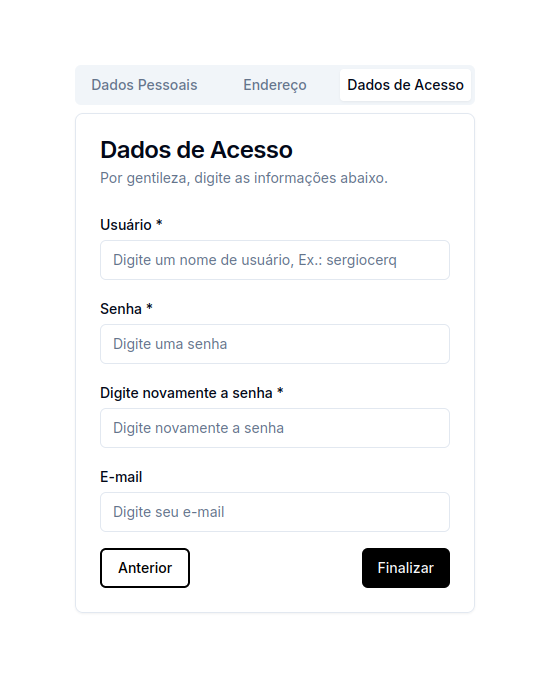 Dados Pessoais
Endereço
Dados de Acesso
Dados de Acesso
Por gentileza, digite as informações abaixo.
Usuário *
Digite um nome de usuário, Ex.: sergiocerq
Senha *
Digite uma senha
Digite novamente a senha *
Digite novamente a senha
E-mail
Digite seu e-mail
Anterior
Finalizar